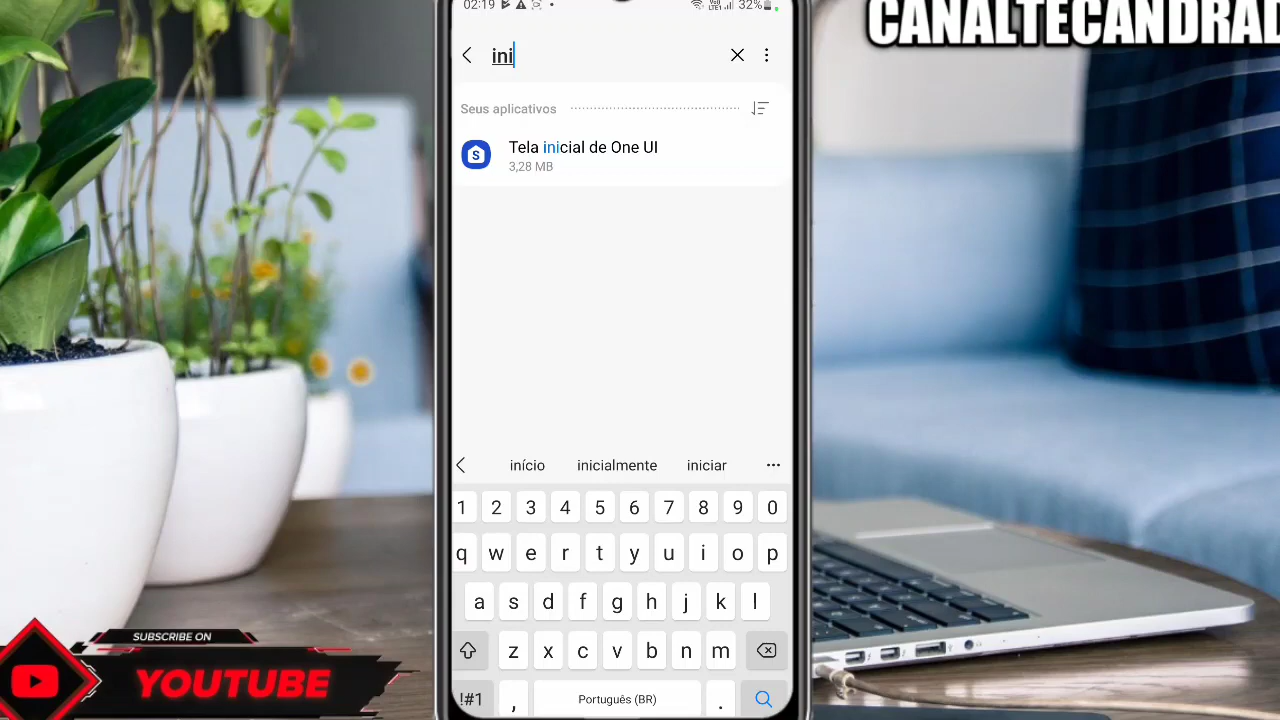 CANALTECANDRAD
02:19 32%
ini
Seus aplicativos
Tela inicial de One UI
3,28 MB
início inicialmente iniciar ...
1 2 3 4 5 6 7 8 9 0
q w e r t y u i o p
a s d f g h j k l
z x c v b n m
!#1 , Português (BR) .
SUBSCRIBE ON
YOUTUBE